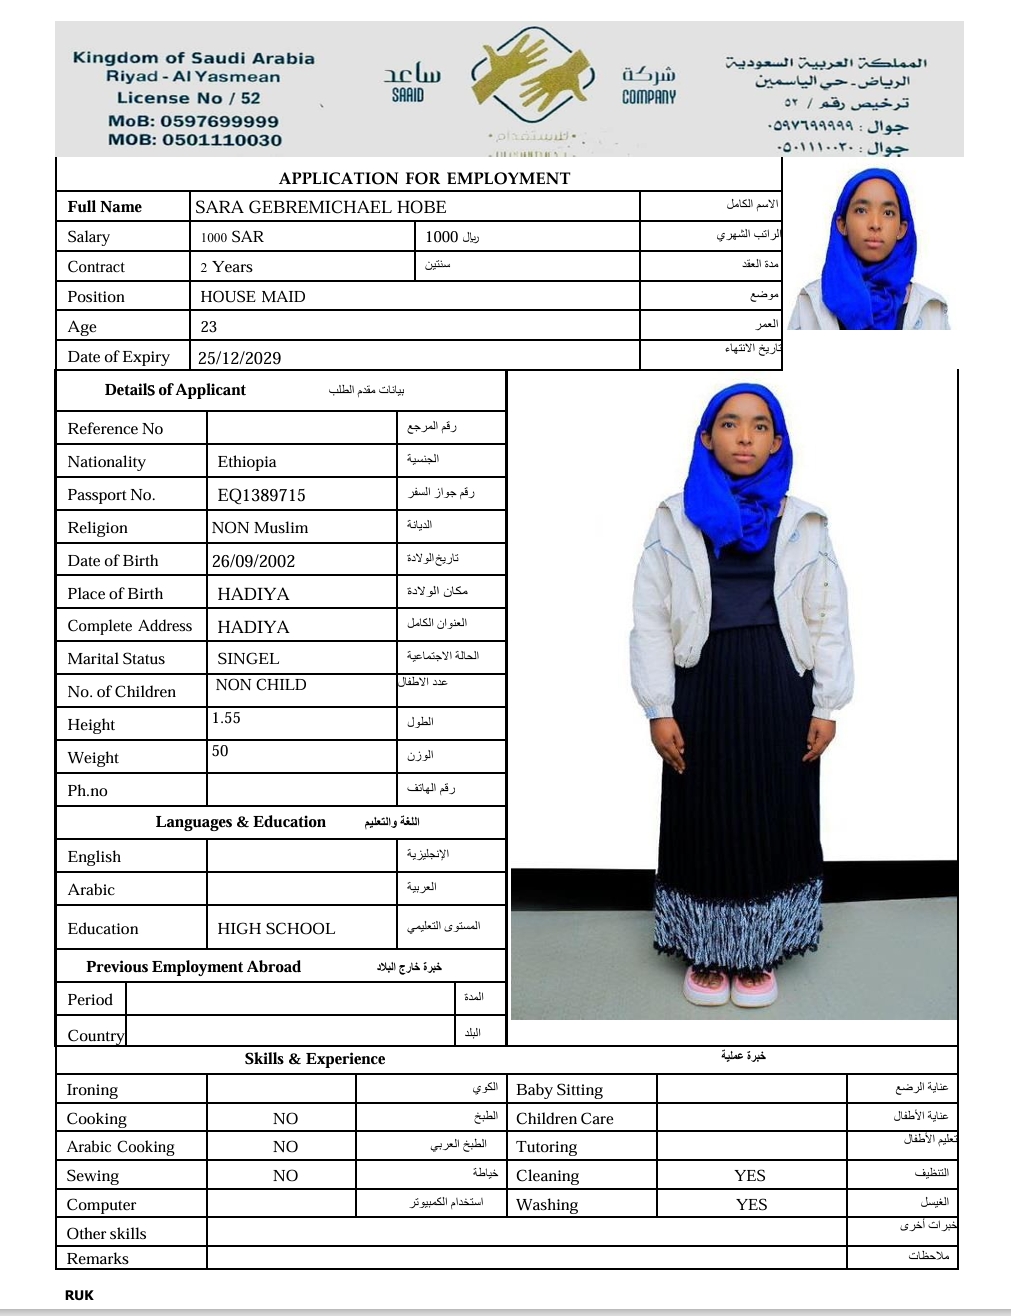 Kingdom of Saudi Arabia
Riyad - Al Yasmean
License No / 52
MoB: 0597699999
MOB: 0501110030
ساعد
SAAID
شركة
COMPANY
للاستقدام
المملكة العربية السعودية
الرياض - حي الياسمين
ترخيص رقم / ٥٢
جوال : ٠٥٩٧٦٩٩٩٩٩
جوال : ٠٥٠١١١٠٠٣٠
APPLICATION FOR EMPLOYMENT
Full Name SARA GEBREMICHAEL HOBE الاسم الكامل
Salary 1000 SAR 1000 ريال الراتب الشهري
Contract 2 Years سنتين مدة العقد
Position HOUSE MAID موضع
Age 23 العمر
Date of Expiry 25/12/2029 تاريخ الانتهاء
Details of Applicant بيانات مقدم الطلب
Reference No رقم المرجع
Nationality Ethiopia الجنسية
Passport No. EQ1389715 رقم جواز السفر
Religion NON Muslim الديانة
Date of Birth 26/09/2002 تاريخ الولادة
Place of Birth HADIYA مكان الولادة
Complete Address HADIYA العنوان الكامل
Marital Status SINGEL الحالة الاجتماعية
No. of Children NON CHILD عدد الاطفال
Height 1.55 الطول
Weight 50 الوزن
Ph.no رقم الهاتف
Languages & Education اللغة والتعليم
English الإنجليزية
Arabic العربية
Education HIGH SCHOOL المستوى التعليمي
Previous Employment Abroad خبرة خارج البلاد
Period المدة
Country البلد
Skills & Experience خبرة عملية
Ironing الكوي Baby Sitting عناية الرضع
Cooking NO الطبخ Children Care عناية الأطفال
Arabic Cooking NO الطبخ العربي Tutoring تعليم الأطفال
Sewing NO خياطة Cleaning YES التنظيف
Computer استخدام الكمبيوتر Washing YES الغسيل
Other skills خبرات أخرى
Remarks ملاحظات
RUK